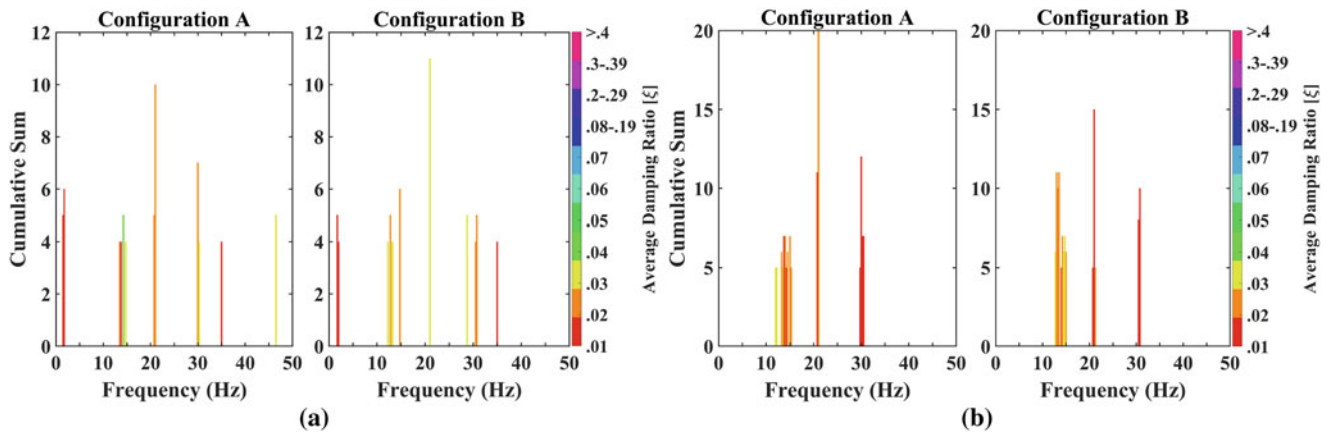 Configuration A
Configuration B
Cumulative Sum
12
10
8
6
4
2
0
0 10 20 30 40 50
Frequency (Hz)
12
10
8
6
4
2
0
0 10 20 30 40 50
Frequency (Hz)
>.4
.3-.39
.2-.29
.08-.19
.07
.06
.05
.04
.03
.02
.01
Average Damping Ratio [ξ]
(a)
Configuration A
Configuration B
Cumulative Sum
20
15
10
5
0
0 10 20 30 40 50
Frequency (Hz)
20
15
10
5
0
0 10 20 30 40 50
Frequency (Hz)
>.4
.3-.39
.2-.29
.08-.19
.07
.06
.05
.04
.03
.02
.01
Average Damping Ratio [ξ]
(b)